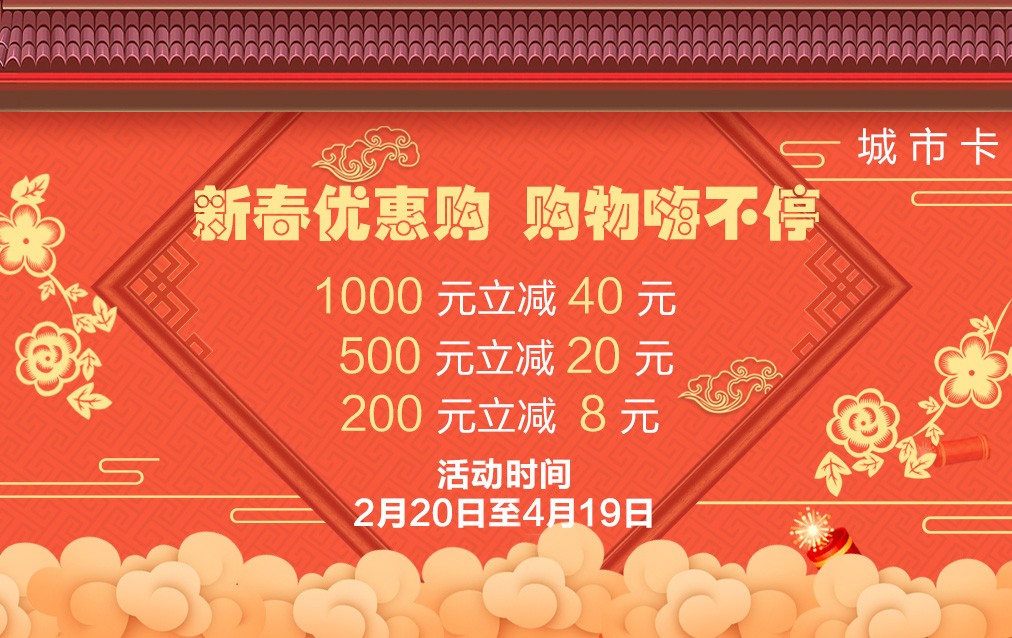 城市卡
新春优惠购 购物嗨不停
1000 元立减 40 元
500 元立减 20 元
200 元立减 8 元
活动时间
2月20日至4月19日